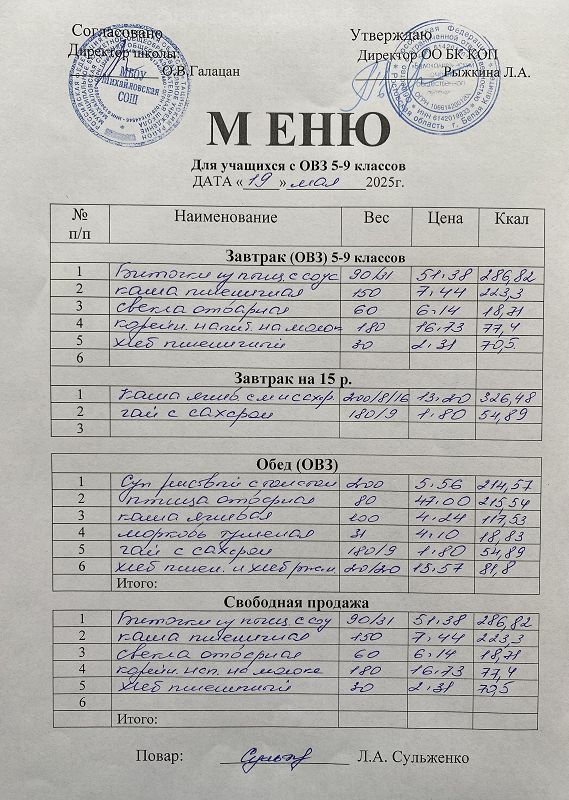 Согласовано Утверждаю
Директор школы: Директор ОО БК КОП
О.В.Галацан Рыжкина Л.А.
МБОУ
Михайловская
СОШ
М ЕНЮ
Для учащихся с ОВЗ 5-9 классов
ДАТА «19» мая 2025г.
№ п/п Наименование Вес Цена Ккал
Завтрак (ОВЗ) 5-9 классов
1 Биточки из птиц. с соус 90/31 51-38 286,82
2 каша пшеничная 150 7-44 223,3
3 свекла отварная 60 6-14 18,71
4 кофейн. напит. на молок 180 16-73 77,4
5 хлеб пшеничный 30 2-31 70,5
6
Завтрак на 15 р.
1 каша ячнев. с м и сахар. 200/8/16 13-20 326,48
2 чай с сахаром 180/9 1-80 54,89
3
Обед (ОВЗ)
1 Суп рисовый с томатом 200 5-56 214,57
2 птица отварная 80 47-00 215,54
3 каша ячневая 100 4-24 117,53
4 морковь тушеная 31 4-10 18,83
5 чай с сахаром 180/9 1-80 54,89
6 хлеб пшен. и хлеб ржан. 20/20 15-57 81,8
Итого:
Свободная продажа
1 Биточки из птиц. с соу 90/31 51-38 286,82
2 каша пшеничная 150 7-44 223,3
3 свекла отварная 60 6-14 18,71
4 кофейн. нап. на молоке 180 16-73 77,4
5 хлеб пшеничный 30 2-31 70,5
6
Итого:
Повар: Л.А. Сульженко